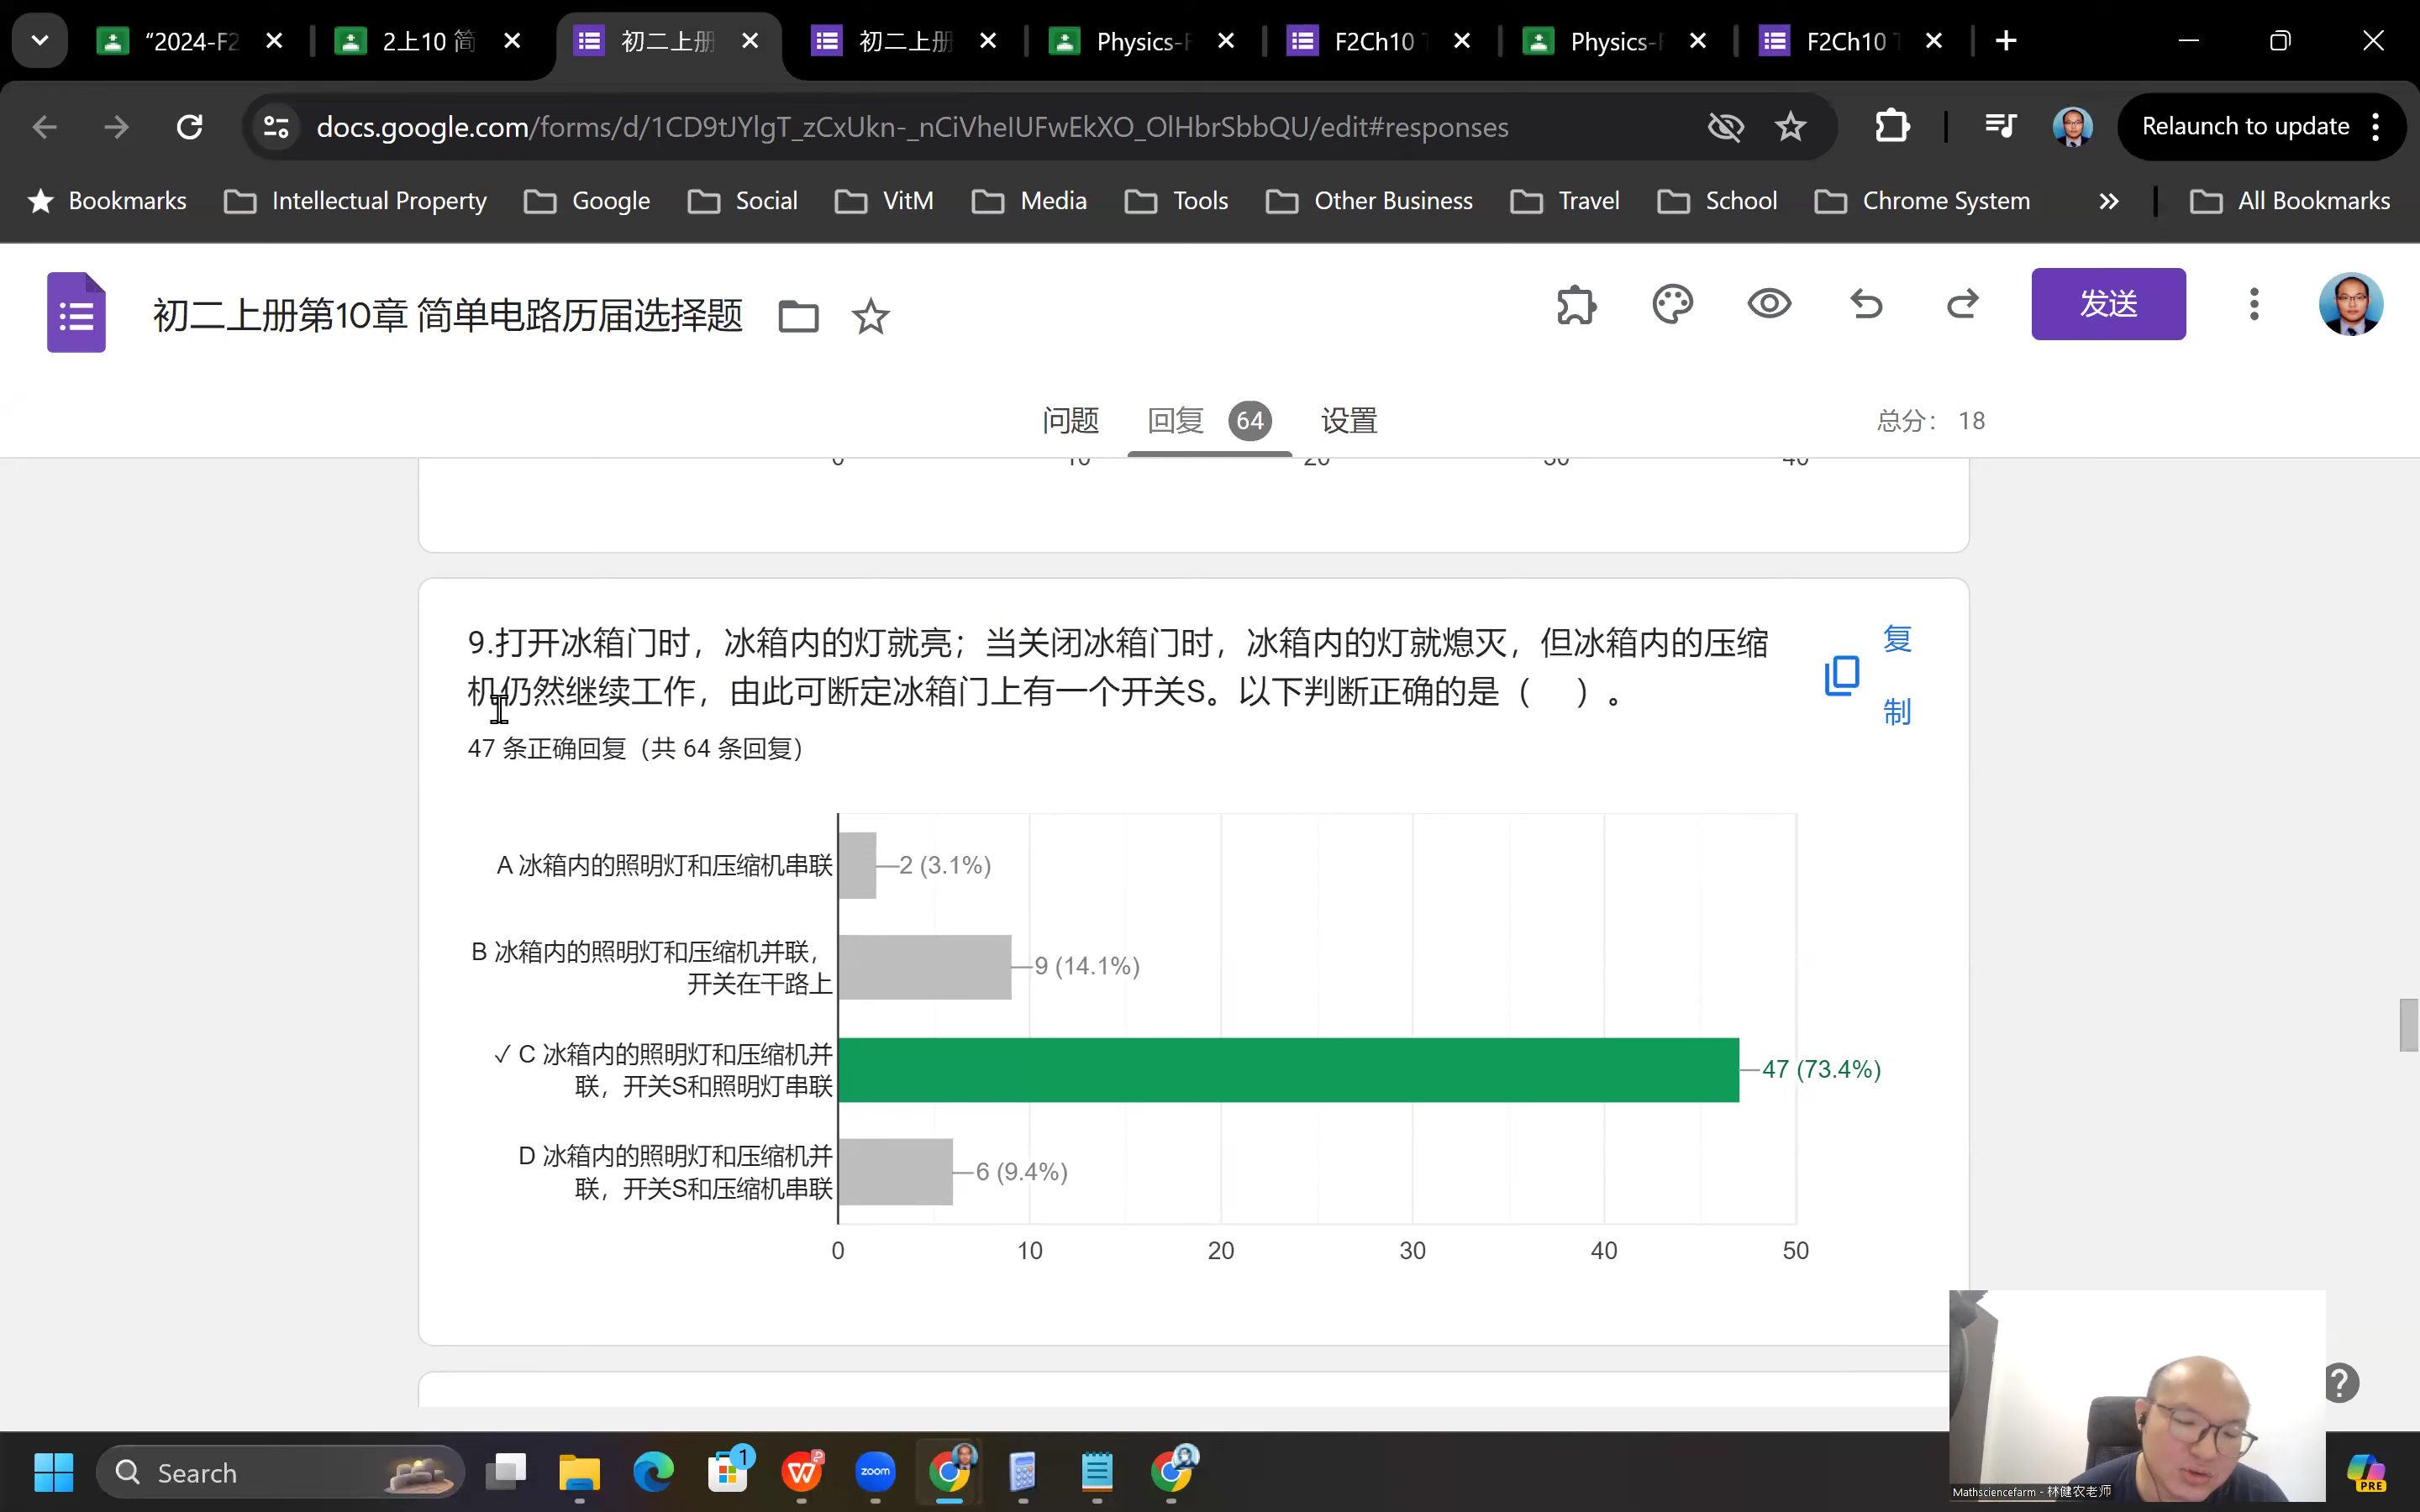 “2024-F2
2上10 简
初二上册
初二上册
Physics-F
F2Ch10
Physics-F
F2Ch10
docs.google.com/forms/d/1CD9tJYlgT_zCxUkn-_nCiVheIUFwEkXO_OlHbrSbbQU/edit#responses
Relaunch to update
Bookmarks
Intellectual Property
Google
Social
VitM
Media
Tools
Other Business
Travel
School
Chrome System
All Bookmarks
初二上册第10章 简单电路历届选择题
发送
问题
回复 64
设置
总分： 18
9.打开冰箱门时，冰箱内的灯就亮；当关闭冰箱门时，冰箱内的灯就熄灭，但冰箱内的压缩
机仍然继续工作，由此可断定冰箱门上有一个开关S。以下判断正确的是（ ）。
复
制
47 条正确回复（共 64 条回复）
A 冰箱内的照明灯和压缩机串联
2 (3.1%)
B 冰箱内的照明灯和压缩机并联，
开关在干路上
9 (14.1%)
✓ C 冰箱内的照明灯和压缩机并
联，开关S和照明灯串联
47 (73.4%)
D 冰箱内的照明灯和压缩机并
联，开关S和压缩机串联
6 (9.4%)
0 10 20 30 40 50
Mathsciencefarm - 林健农老师
Search
1
zoom
PRE